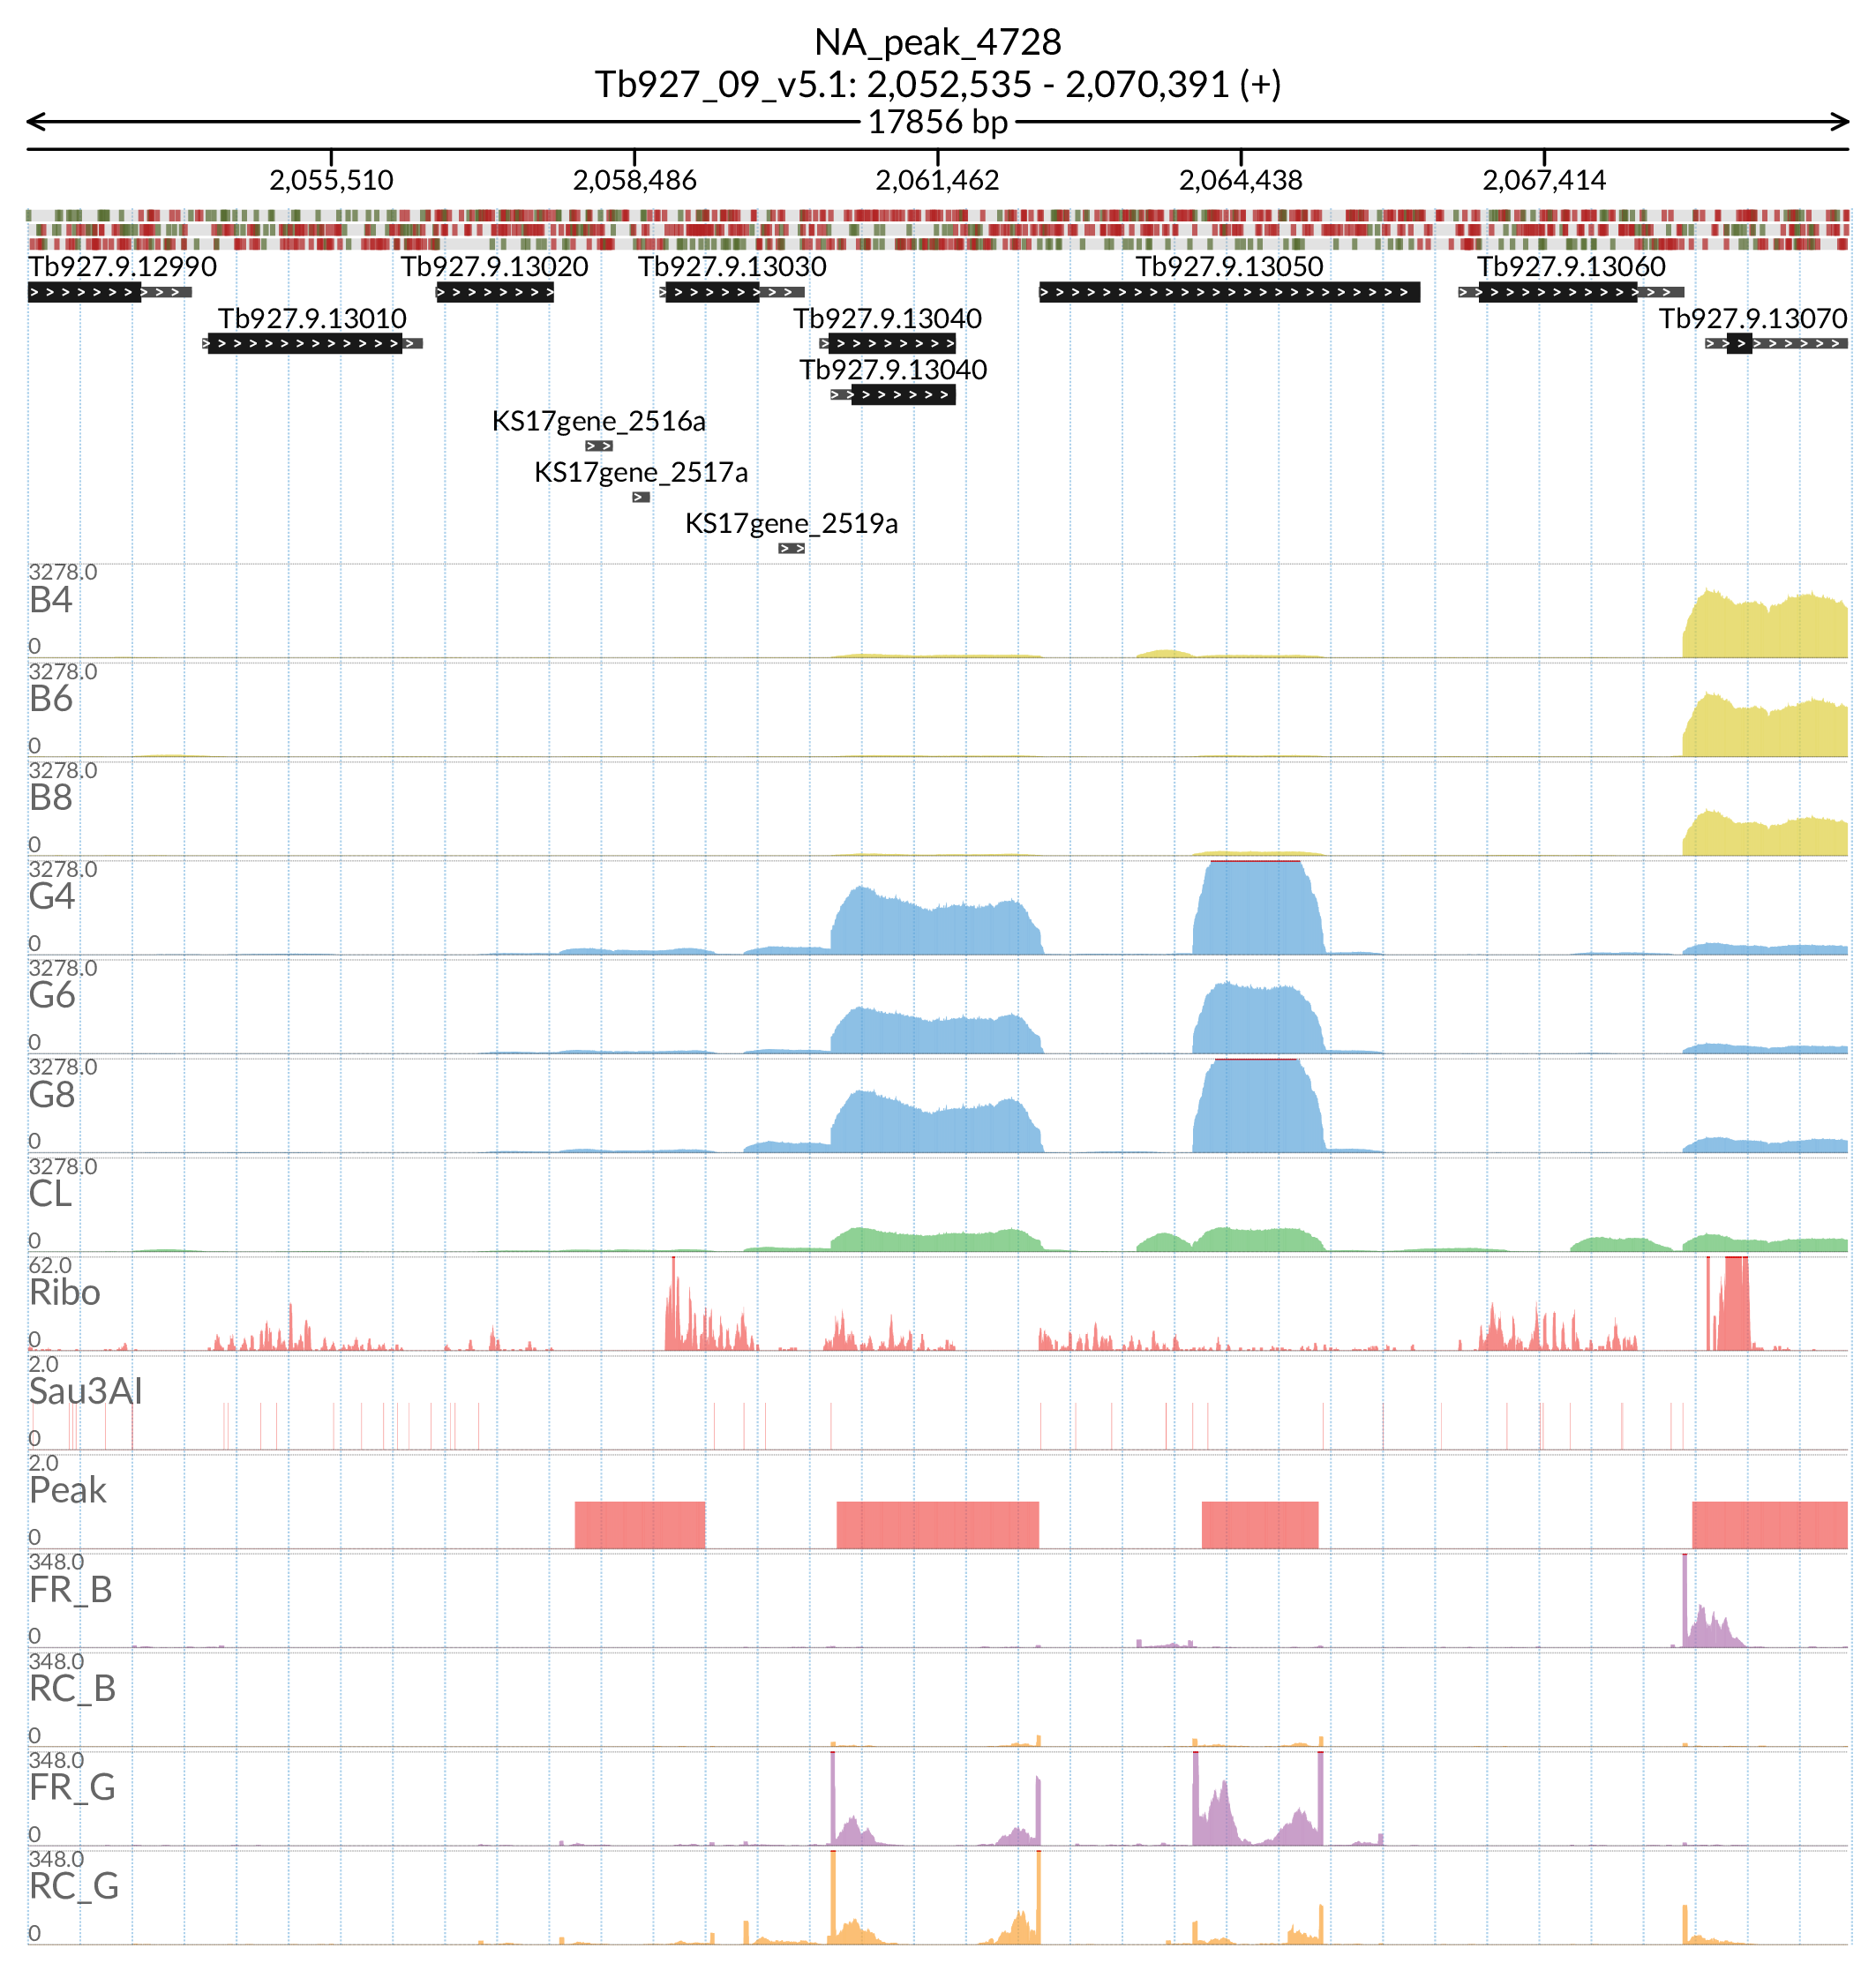 NA_peak_4728
Tb927_09_v5.1: 2,052,535 - 2,070,391 (+)
17856 bp
2,055,510 2,058,486 2,061,462 2,064,438 2,067,414
Tb927.9.12990 Tb927.9.13020 Tb927.9.13030 Tb927.9.13050 Tb927.9.13060
Tb927.9.13010 Tb927.9.13040 Tb927.9.13070
Tb927.9.13040
KS17gene_2516a
KS17gene_2517a
KS17gene_2519a
3278.0
B4
0
3278.0
B6
0
3278.0
B8
0
3278.0
G4
0
3278.0
G6
0
3278.0
G8
0
3278.0
CL
0
62.0
Ribo
0
2.0
Sau3AI
0
2.0
Peak
0
348.0
FR_B
0
348.0
RC_B
0
348.0
FR_G
0
348.0
RC_G
0